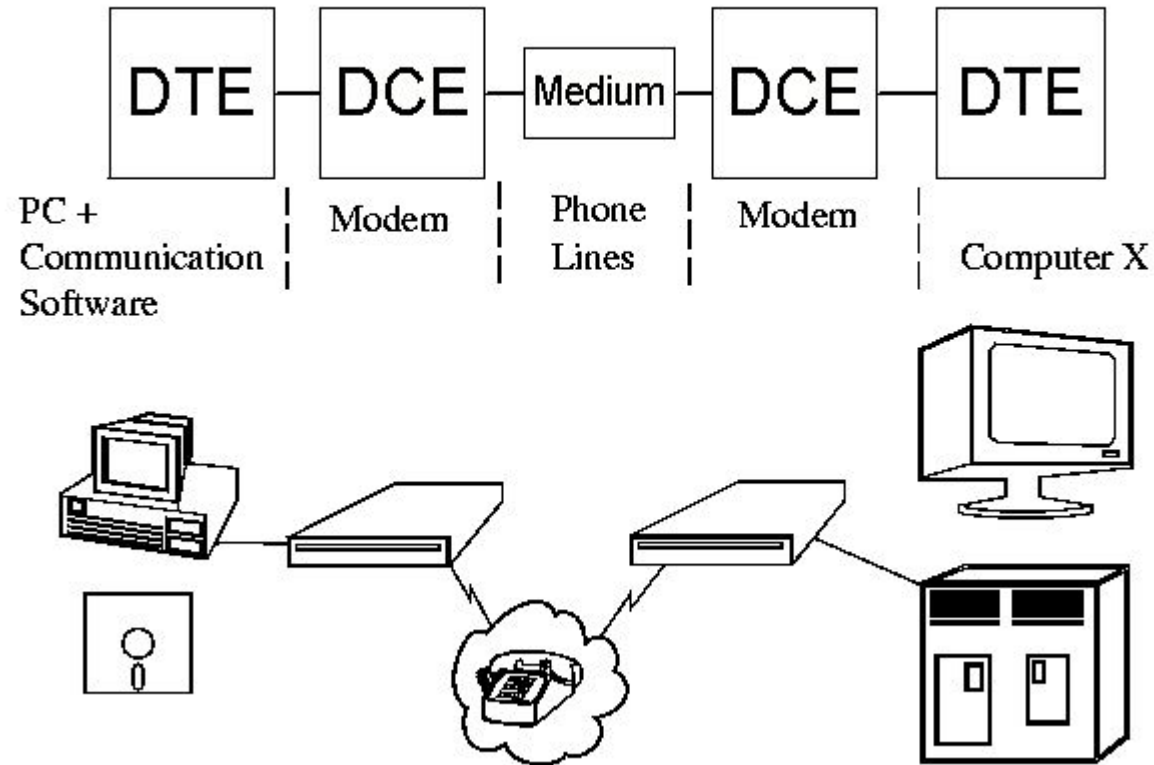 DTE DCE Medium DCE DTE
PC +
Communication
Software
Modem
Phone
Lines
Modem
Computer X